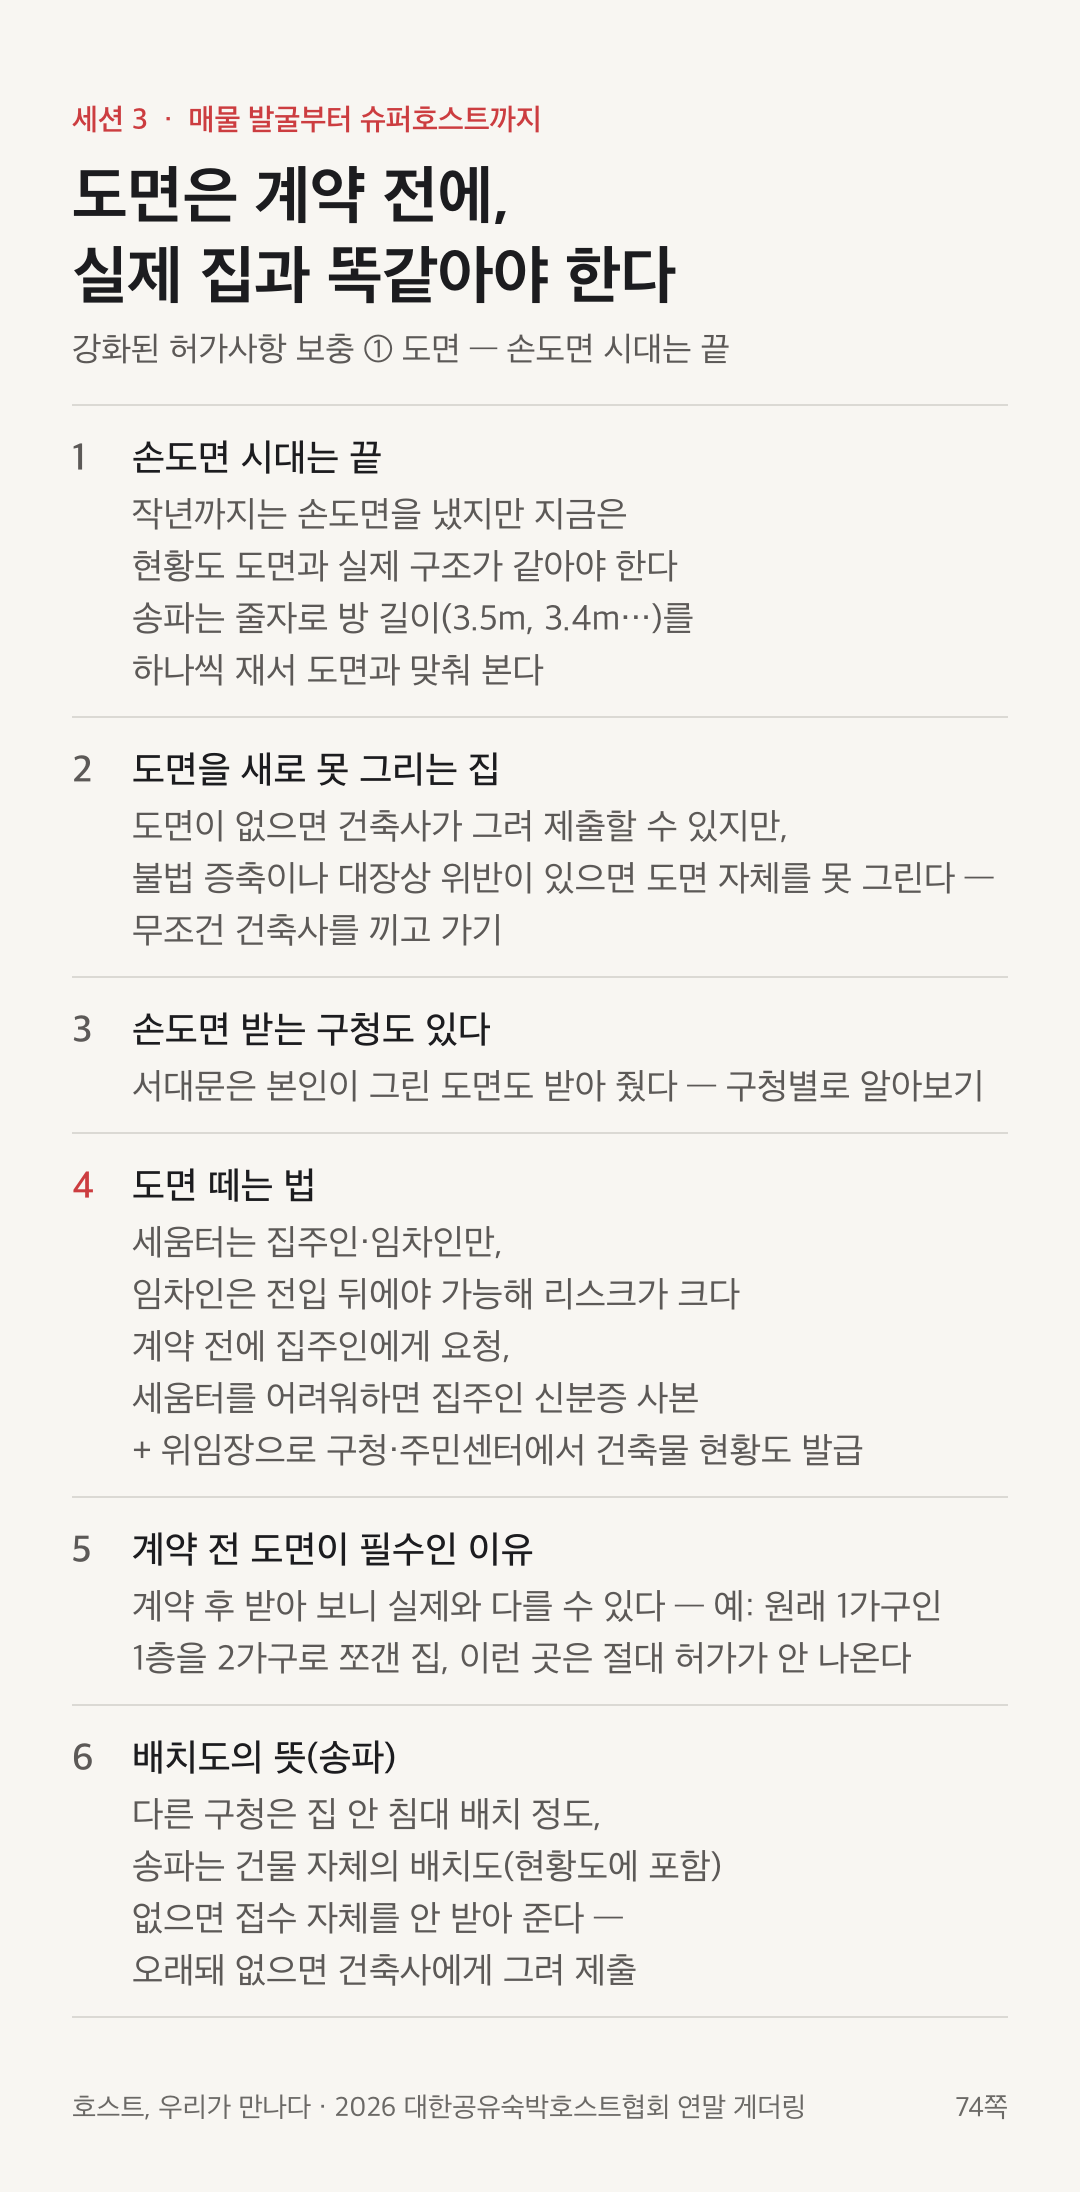 세션 3 · 매물 발굴부터 슈퍼호스트까지
도면은 계약 전에,
실제 집과 똑같아야 한다
강화된 허가사항 보충 ① 도면 — 손도면 시대는 끝
1 손도면 시대는 끝
작년까지는 손도면을 냈지만 지금은
현황도 도면과 실제 구조가 같아야 한다
송파는 줄자로 방 길이(3.5m, 3.4m…)를
하나씩 재서 도면과 맞춰 본다
2 도면을 새로 못 그리는 집
도면이 없으면 건축사가 그려 제출할 수 있지만,
불법 증축이나 대장상 위반이 있으면 도면 자체를 못 그린다 —
무조건 건축사를 끼고 가기
3 손도면 받는 구청도 있다
서대문은 본인이 그린 도면도 받아 줬다 — 구청별로 알아보기
4 도면 떼는 법
세움터는 집주인·임차인만,
임차인은 전입 뒤에야 가능해 리스크가 크다
계약 전에 집주인에게 요청,
세움터를 어려워하면 집주인 신분증 사본
+ 위임장으로 구청·주민센터에서 건축물 현황도 발급
5 계약 전 도면이 필수인 이유
계약 후 받아 보니 실제와 다를 수 있다 — 예: 원래 1가구인
1층을 2가구로 쪼갠 집, 이런 곳은 절대 허가가 안 나온다
6 배치도의 뜻(송파)
다른 구청은 집 안 침대 배치 정도,
송파는 건물 자체의 배치도(현황도에 포함)
없으면 접수 자체를 안 받아 준다 —
오래돼 없으면 건축사에게 그려 제출
호스트, 우리가 만나다 · 2026 대한공유숙박호스트협회 연말 게더링 74쪽